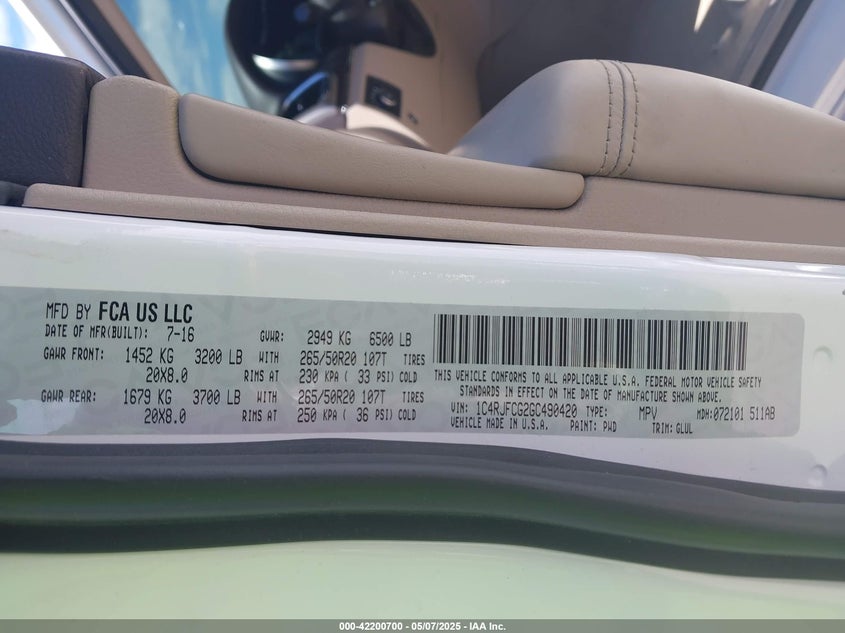 MFD BY FCA US LLC
DATE OF MFR(BUILT): 7-16 GVWR: 2949 KG 6500 LB
GAWR FRONT: 1452 KG 3200 LB WITH 265/50R20 107T TIRES
20X8.0 RIMS AT 230 KPA ( 33 PSI) COLD
GAWR REAR: 1679 KG 3700 LB WITH 265/50R20 107T TIRES
20X8.0 RIMS AT 250 KPA ( 36 PSI) COLD
THIS VEHICLE CONFORMS TO ALL APPLICABLE U.S.A. FEDERAL MOTOR VEHICLE SAFETY
STANDARDS IN EFFECT ON THE DATE OF MANUFACTURE SHOWN ABOVE.
VIN: 1C4RJFCG2GC490420 TYPE: MPV MDH: 072101 511AB
VEHICLE MADE IN U.S.A. PAINT: PWD TRIM: GLUL
000-42200700 - 05/07/2025 - IAA Inc.